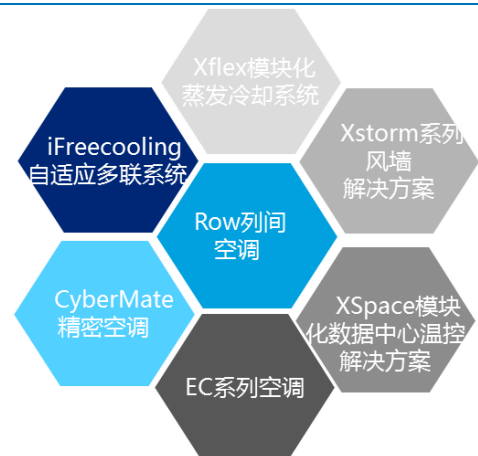 Xflex模块化
蒸发冷却系统
iFreecooling
自适应多联系统
Xstorm系列
风墙
解决方案
Row列间
空调
CyberMate
精密空调
XSpace模块
化数据中心温控
解决方案
EC系列空调